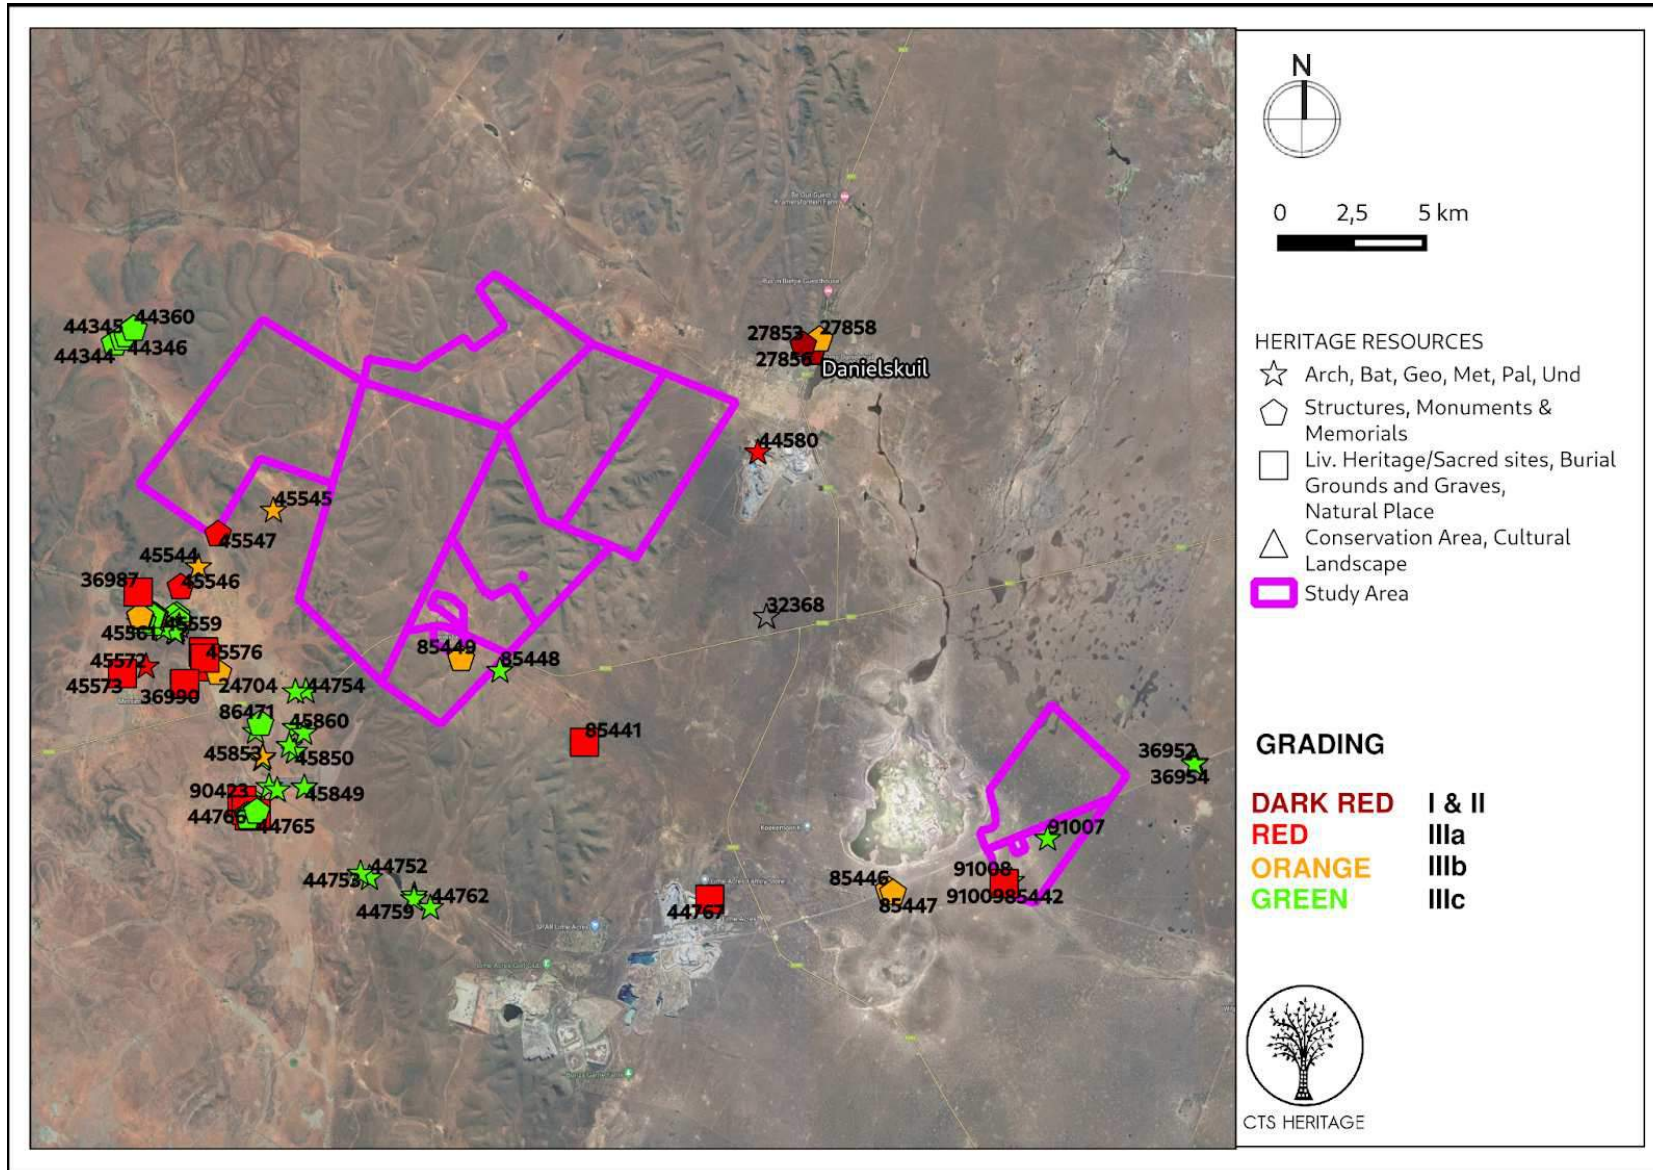 44345
44360
44344
44346
27853
27858
27856
Danielskuil
44580
45545
45547
45544
36987
45546
32368
45559
45561
45576
85449
85448
45572
45573
36990
24704
44754
86471
45860
85441
45853
45850
36952
36954
90423
45849
44766
44765
91007
44752
44753
91008
85446
44762
44759
44767
85447
9100985442
N
0 2,5 5 km
HERITAGE RESOURCES
Arch, Bat, Geo, Met, Pal, Und
Structures, Monuments &
Memorials
Liv. Heritage/Sacred sites, Burial
Grounds and Graves,
Natural Place
Conservation Area, Cultural
Landscape
Study Area
GRADING
DARK RED I & II
RED IIIa
ORANGE IIIb
GREEN IIIc
CTS HERITAGE